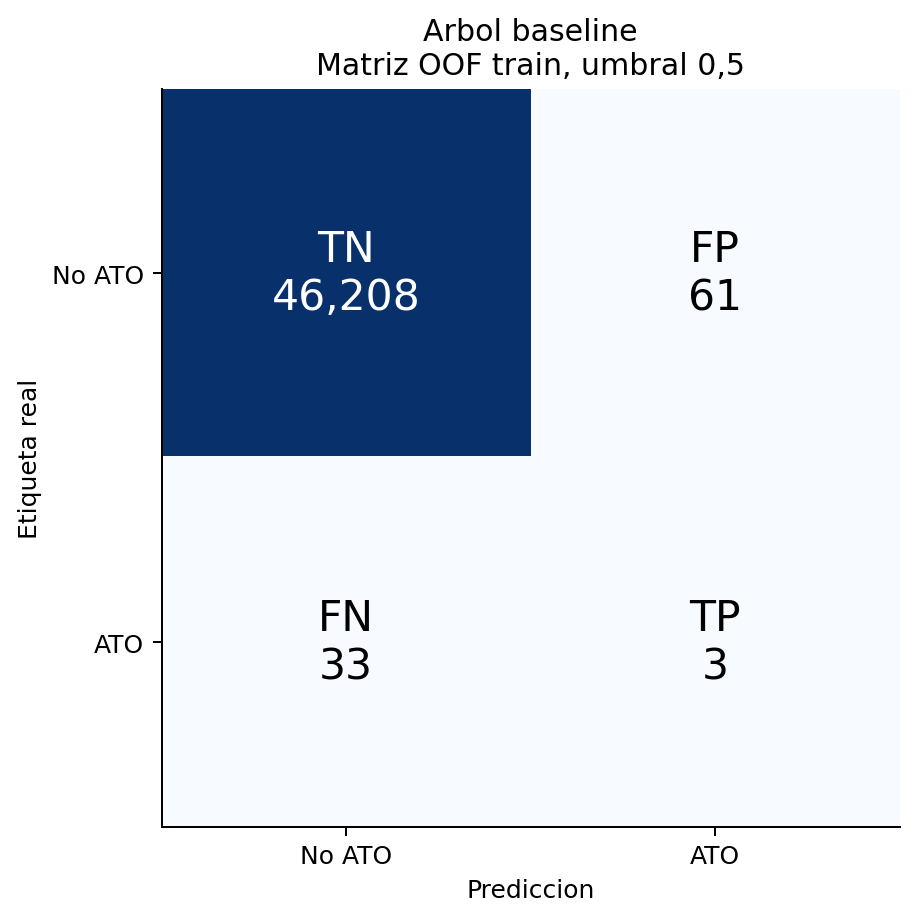 Arbol baseline
Matriz OOF train, umbral 0,5
TN
46,208
FP
61
No ATO
Etiqueta real
FN
33
TP
3
ATO
No ATO
ATO
Prediccion